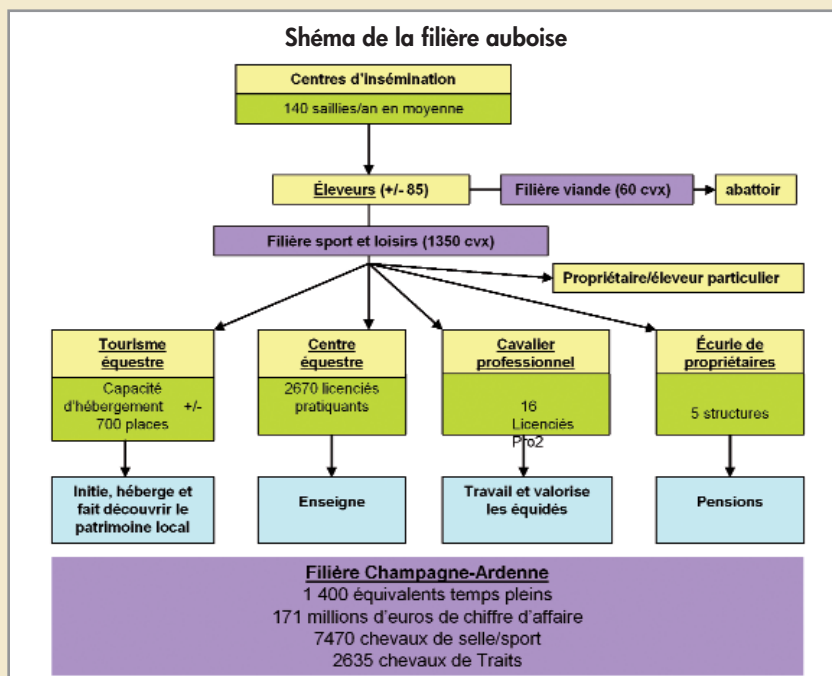 Shéma de la filière auboise
Centres d'insémination
140 saillies/an en moyenne
Éleveurs (+/- 85)
Filière viande (60 cvx)
abattoir
Filière sport et loisirs (1350 cvx)
Propriétaire/éleveur particulier
Tourisme
équestre
Capacité
d'hébergement +/-
700 places
Centre
équestre
2670 licenciés
pratiquants
Cavalier
professionnel
16
Licenciés
Pro2
Écurie de
propriétaires
5 structures
Initie, héberge et
fait découvrir le
patrimoine local
Enseigne
Travail et valorise
les équidés
Pensions
Filière Champagne-Ardenne
1 400 équivalents temps pleins
171 millions d'euros de chiffre d'affaire
7470 chevaux de selle/sport
2635 chevaux de Traits